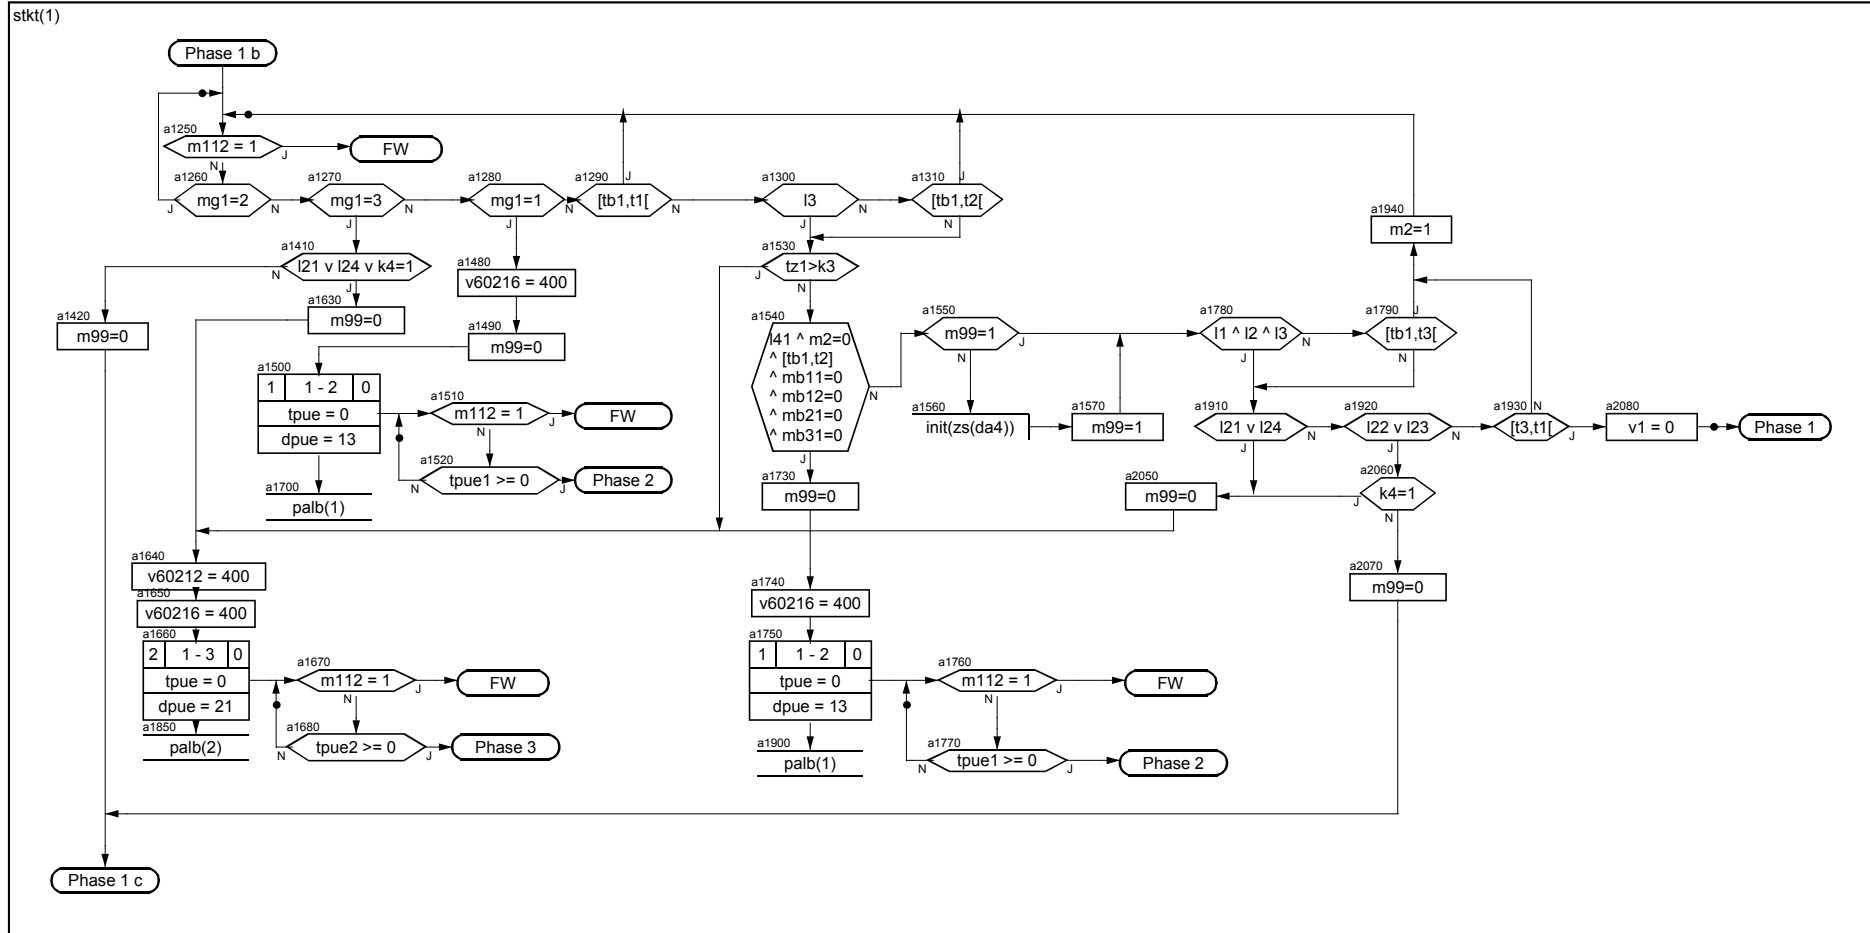 stkt(1)
Phase 1 b
a1250
m112 = 1
J
N
FW
a1260
mg1=2
J
N
a1270
mg1=3
N
J
a1280
mg1=1
N
J
a1290
[tb1,t1[
J
N
a1300
l3
N
J
a1310
[tb1,t2[
J
N
a1940
m2=1
a1410
l21 v l24 v k4=1
N
J
a1420
m99=0
a1630
m99=0
a1480
v60216 = 400
a1490
m99=0
a1500
1 1 - 2 0
tpue = 0
dpue = 13
a1510
m112 = 1
J
N
FW
a1520
tpue1 >= 0
N
J
Phase 2
a1700
palb(1)
a1530
tz1>k3
J
N
a1540
l41 ^ m2=0
^ [tb1,t2]
^ mb11=0
^ mb12=0
^ mb21=0
^ mb31=0
N
J
a1550
m99=1
J
N
a1560
init(zs(da4))
a1570
m99=1
a1780
l1 ^ l2 ^ l3
N
J
a1790
[tb1,t3[
J
N
a1910
l21 v l24
N
J
a1920
l22 v l23
N
J
a1930
[t3,t1[
N
J
a2080
v1 = 0
Phase 1
a1730
m99=0
a2050
m99=0
a2060
k4=1
J
N
a2070
m99=0
a1640
v60212 = 400
a1650
v60216 = 400
a1660
2 1 - 3 0
tpue = 0
dpue = 21
a1670
m112 = 1
J
N
FW
a1680
tpue2 >= 0
N
J
Phase 3
a1850
palb(2)
a1740
v60216 = 400
a1750
1 1 - 2 0
tpue = 0
dpue = 13
a1760
m112 = 1
J
N
FW
a1770
tpue1 >= 0
N
J
Phase 2
a1900
palb(1)
Phase 1 c